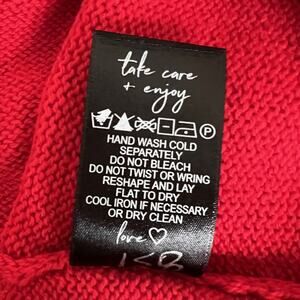 take care
+ enjoy
P
HAND WASH COLD
SEPARATELY
DO NOT BLEACH
DO NOT TWIST OR WRING
RESHAPE AND LAY
FLAT TO DRY
COOL IRON IF NECESSARY
OR DRY CLEAN
love ♡